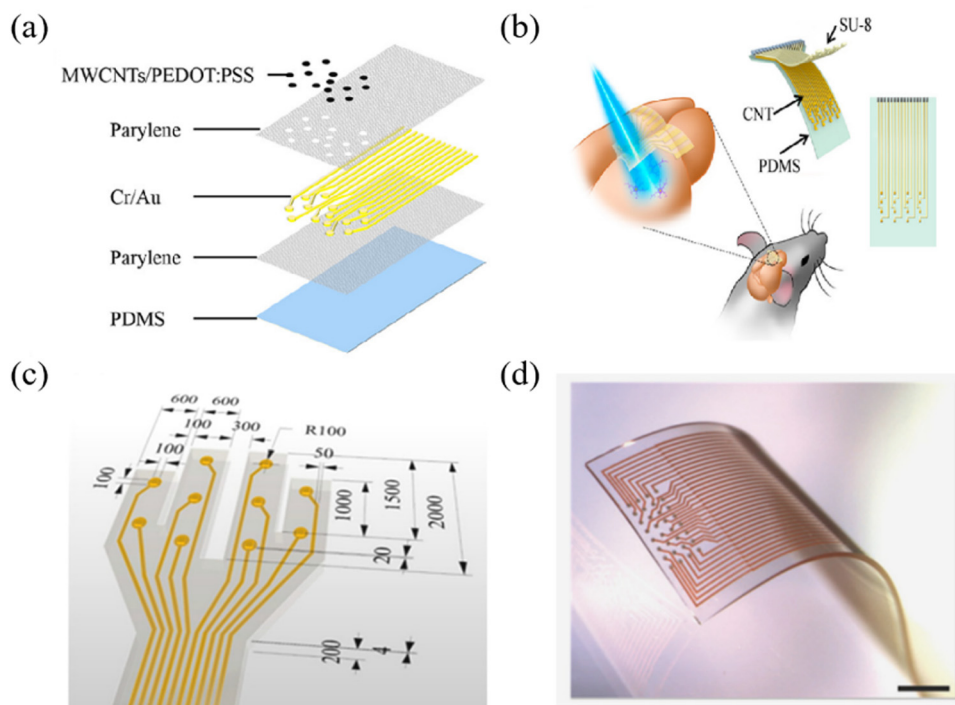 (a)
MWCNTs/PEDOT:PSS
Parylene
Cr/Au
Parylene
PDMS
(b)
SU-8
CNT
PDMS
(c)
600
600
100
300
R100
100
50
100
1000
1500
2000
20
200
4
(d)